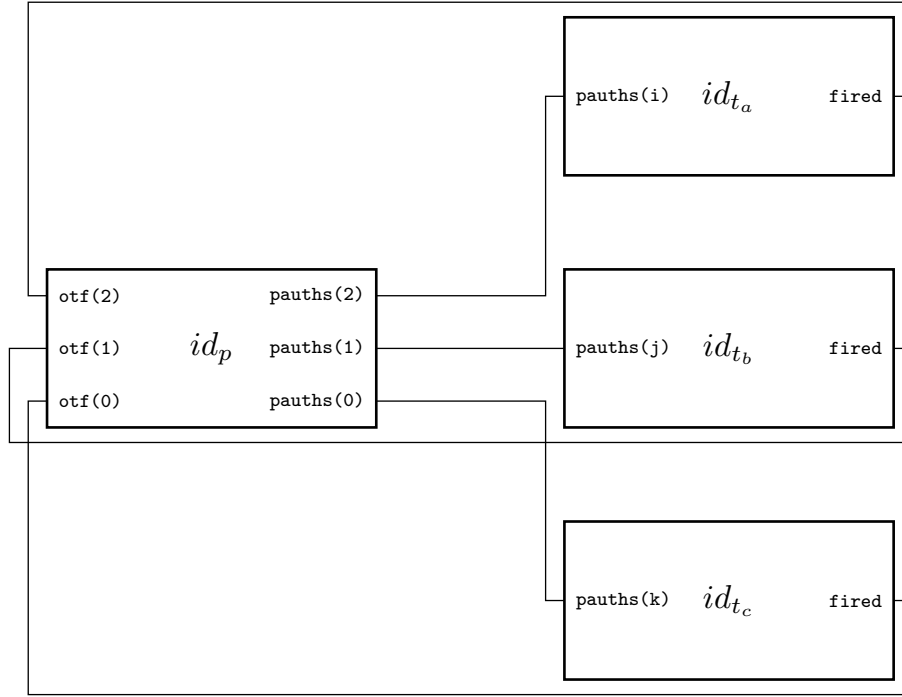 pauths(i) id_{t_a} fired
otf(2) pauths(2)
otf(1) id_p pauths(1) pauths(j) id_{t_b} fired
otf(0) pauths(0)
pauths(k) id_{t_c} fired